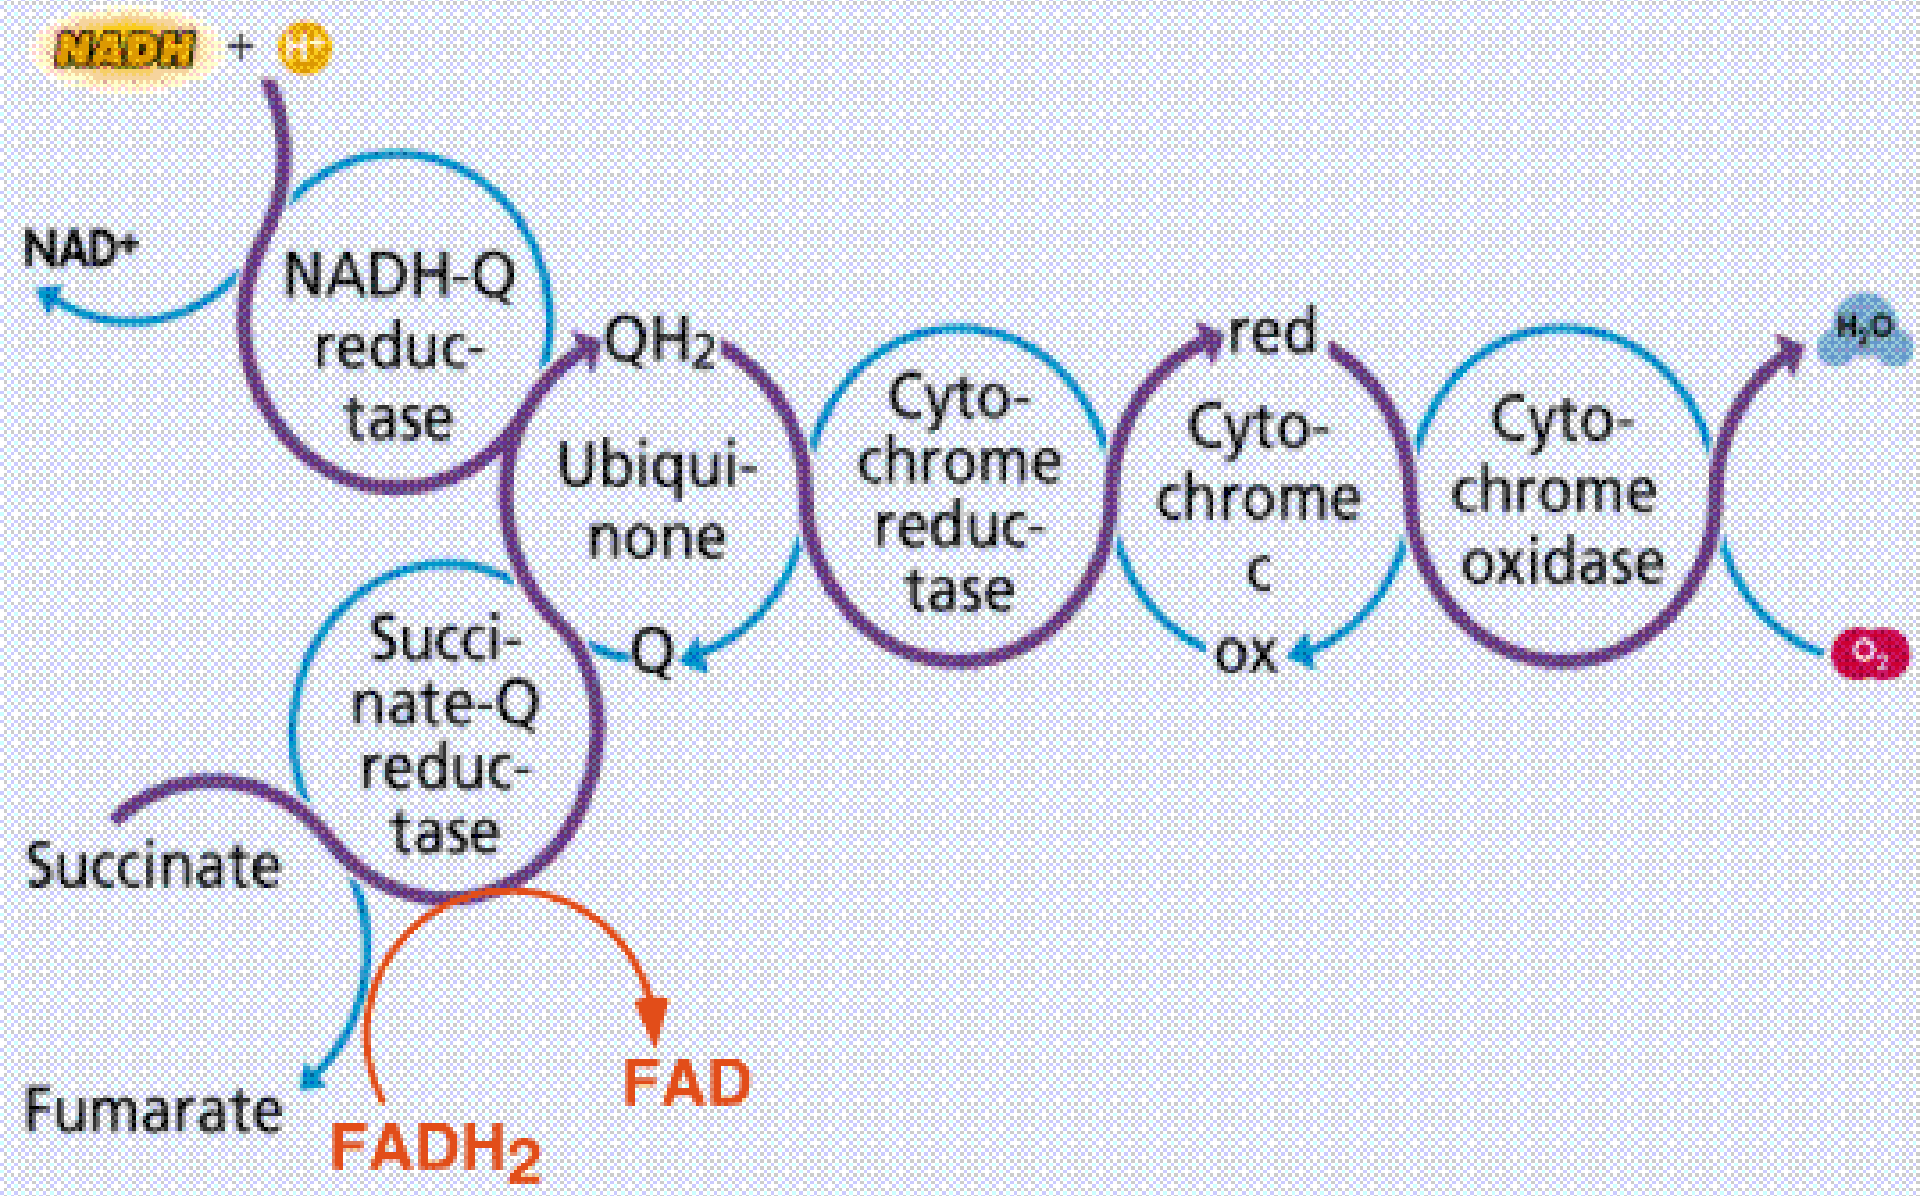 NADH + H+
NAD+
NADH-Q
reduc-
tase
QH2
Ubiqui-
none
Q
Cyto-
chrome
reduc-
tase
red
Cyto-
chrome
c
ox
Cyto-
chrome
oxidase
H2O
O2
Succi-
nate-Q
reduc-
tase
Succinate
Fumarate
FADH2
FAD